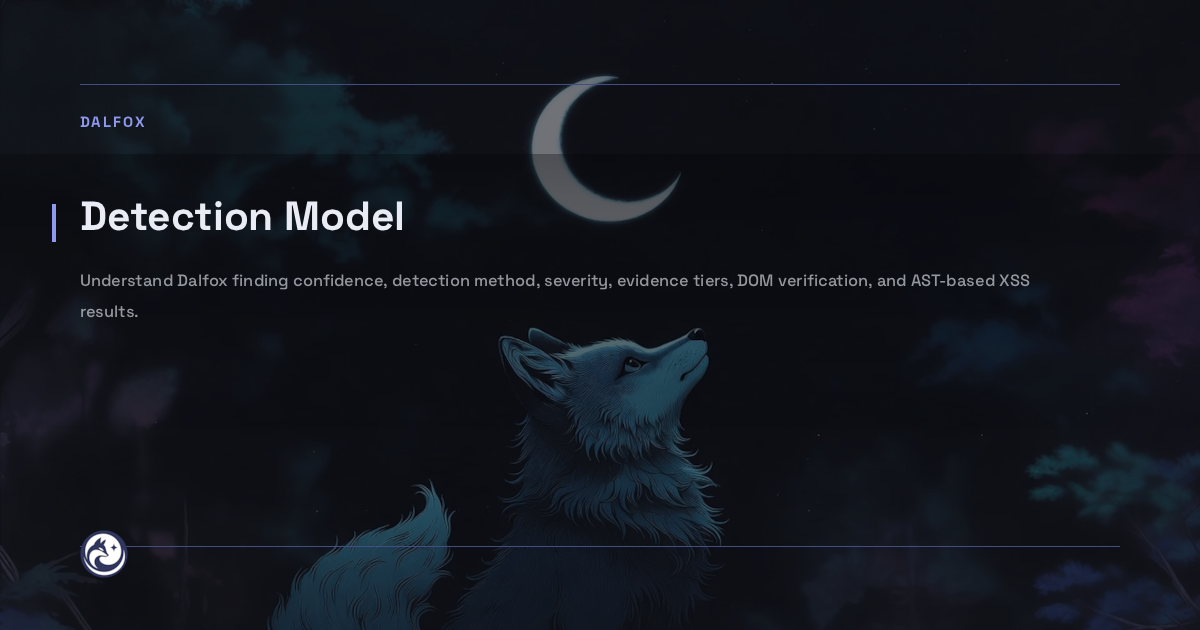 DALFOX
Detection Model
Understand Dalfox finding confidence, detection method, severity, evidence tiers, DOM verification, and AST-based XSS
results.